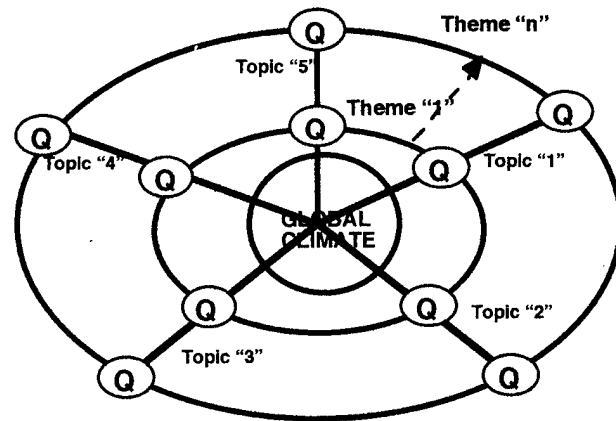 Theme “n”
Q
Topic “5”
Theme “1”
Q
Q
Q
Topic “4”
Q
Q
Topic “1”
GLOBAL
CLIMATE
Q
Q
Topic “2”
Topic “3”
Q
Q